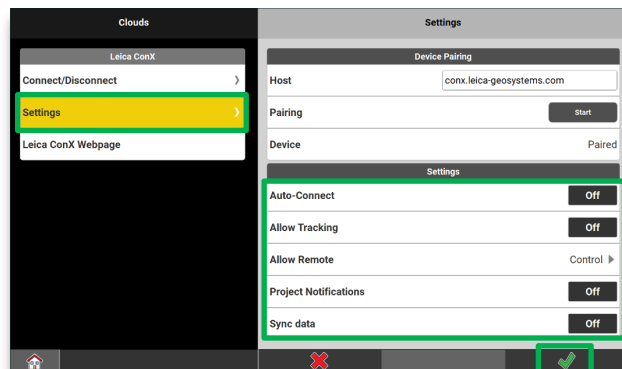 Clouds
Leica ConX
Connect/Disconnect
Settings
Leica ConX Webpage
Settings
Device Pairing
Host conx.leica-geosystems.com
Pairing Start
Device Paired
Settings
Auto-Connect Off
Allow Tracking Off
Allow Remote Control
Project Notifications Off
Sync data Off